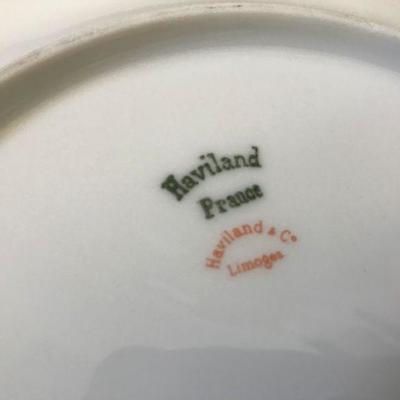 Haviland
France
Haviland & Co
Limoges